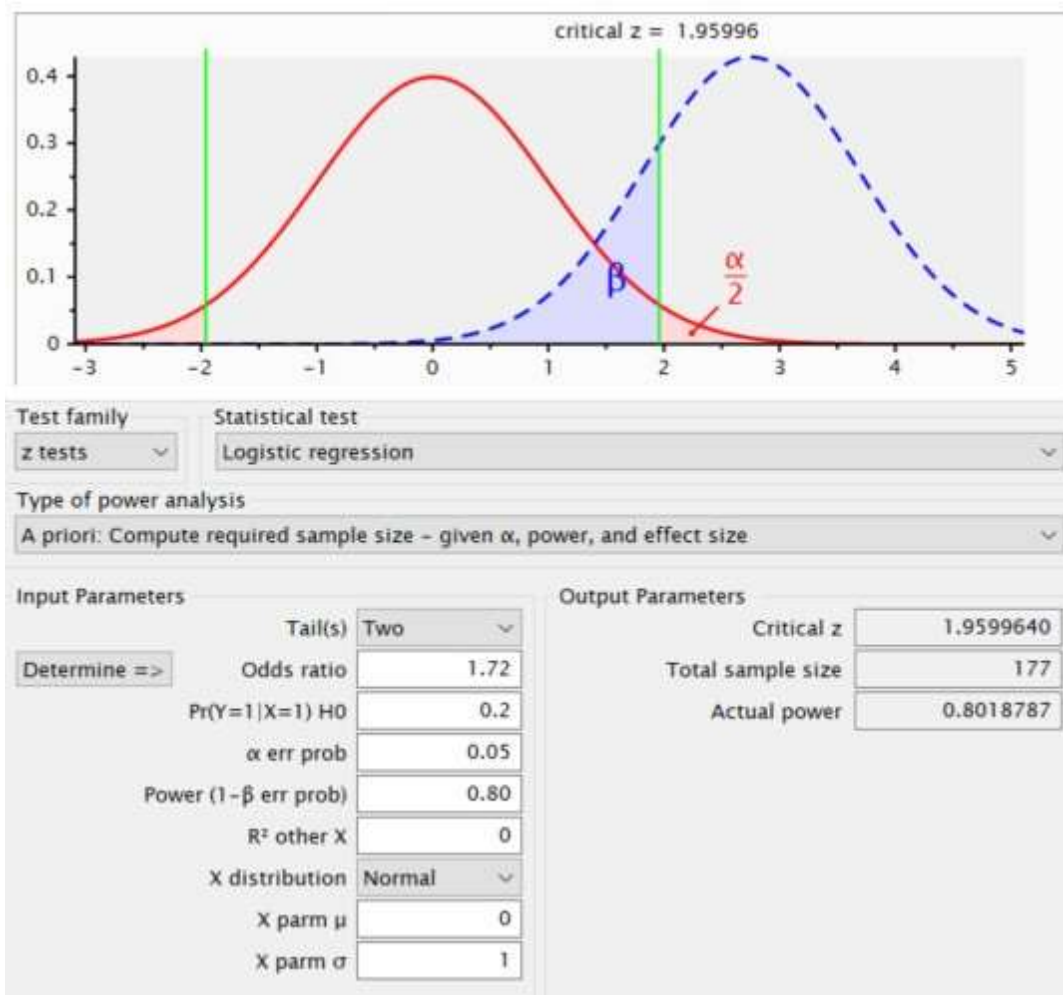 critical z = 1.95996
0.4
0.3
0.2
0.1
0
β
α
2
-3 -2 -1 0 1 2 3 4 5
Test family Statistical test
z tests Logistic regression
Type of power analysis
A priori: Compute required sample size – given α, power, and effect size
Input Parameters Output Parameters
Tail(s) Two Critical z 1.9599640
Determine => Odds ratio 1.72 Total sample size 177
Pr(Y=1|X=1) H0 0.2 Actual power 0.8018787
α err prob 0.05
Power (1-β err prob) 0.80
R² other X 0
X distribution Normal
X parm μ 0
X parm σ 1